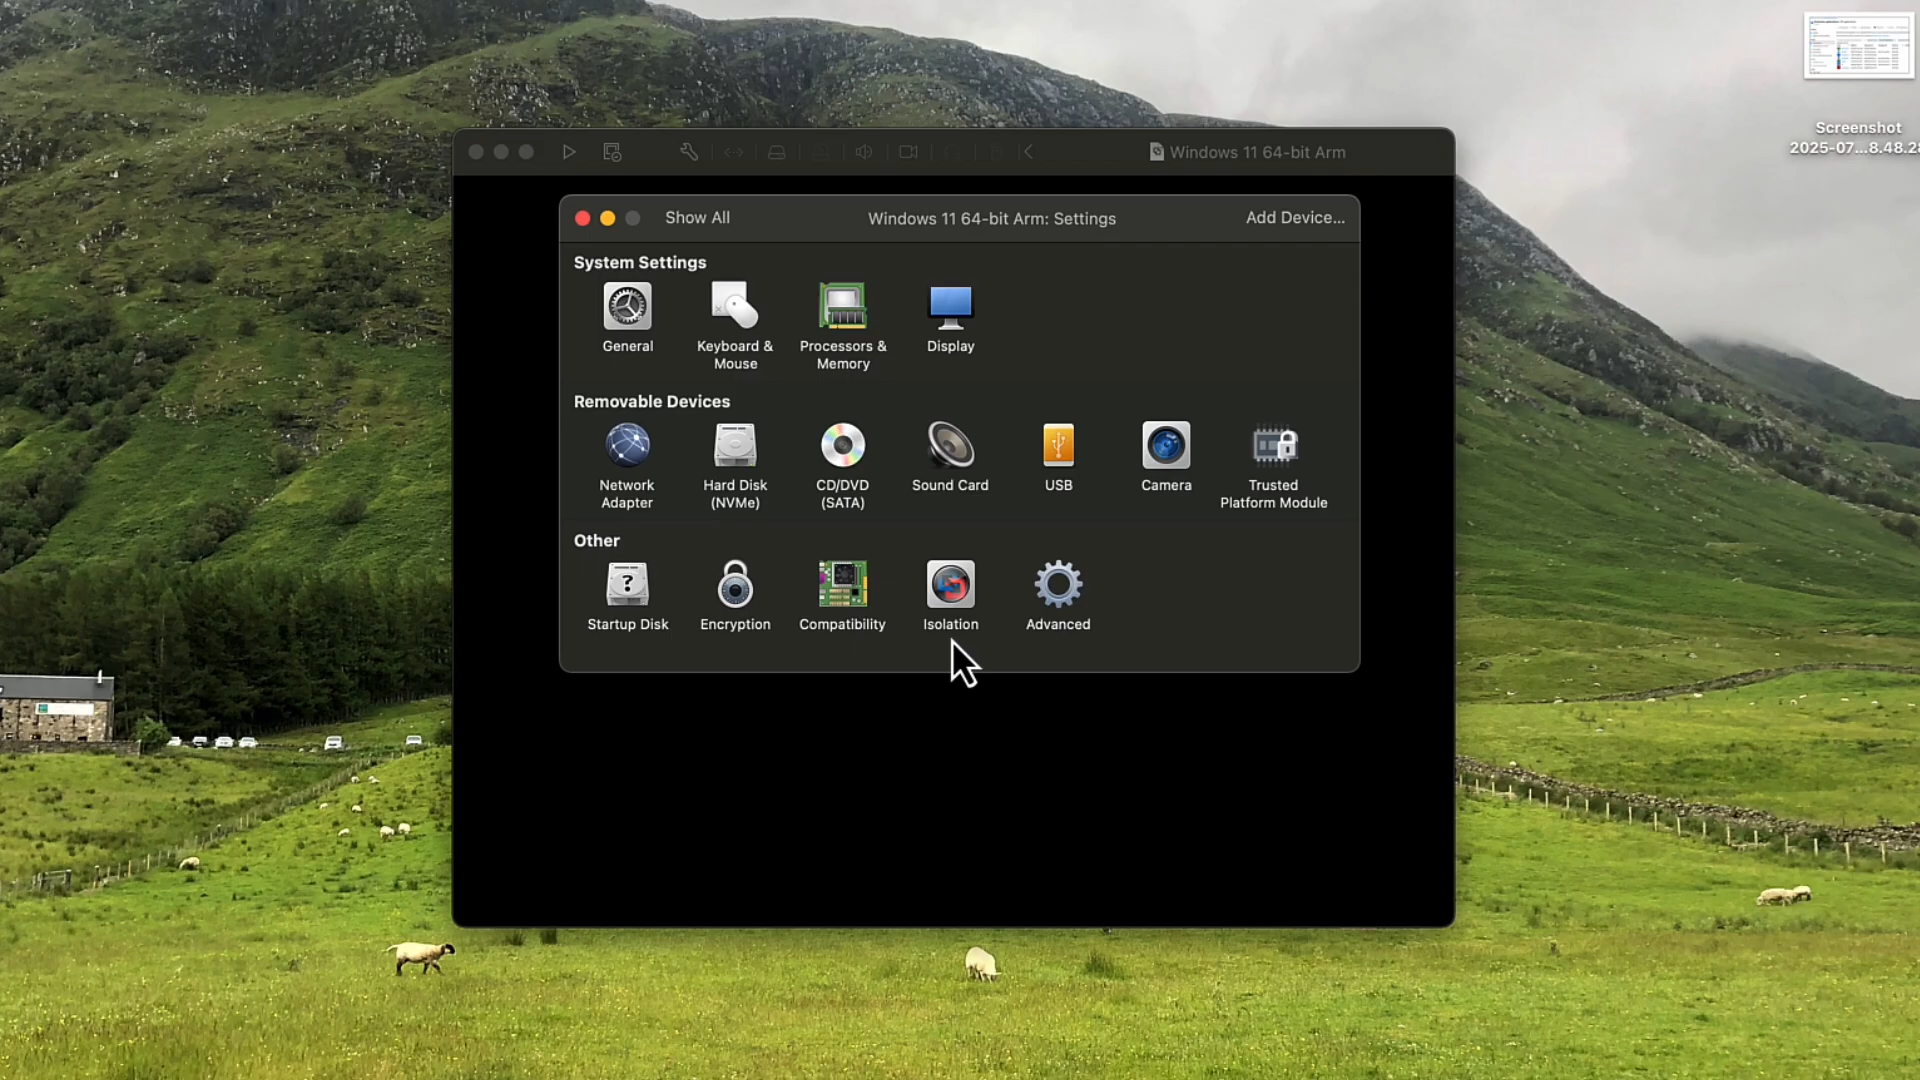 Screenshot
2025-07...8.48.28
Windows 11 64-bit Arm
Show All
Windows 11 64-bit Arm: Settings
Add Device...
System Settings
General
Keyboard &
Mouse
Processors &
Memory
Display
Removable Devices
Network
Adapter
Hard Disk
(NVMe)
CD/DVD
(SATA)
Sound Card
USB
Camera
Trusted
Platform Module
Other
Startup Disk
Encryption
Compatibility
Isolation
Advanced